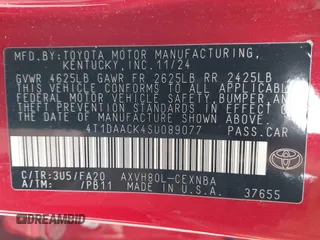 MFD.BY:TOYOTA MOTOR MANUFACTURING,
KENTUCKY, INC. 11/24
GVWR 4625LB GAWR FR 2625LB RR 2425LB
THIS VEHICLE CONFORMS TO ALL APPLICABLE
FEDERAL MOTOR VEHICLE SAFETY, BUMPER, AND
THEFT PREVENTION STANDARDS IN EFFECT ON
THE DATE OF MANUFACTURE SHOWN ABOVE.
4T1DAACK4SU089077 PASS.CAR
C/TR:3U5/FA20 AXVH80L-CEXNBA
A/TM: /PB11 MADE IN U.S.A.
TOYOTA
37655
AUTOBIDMASTER